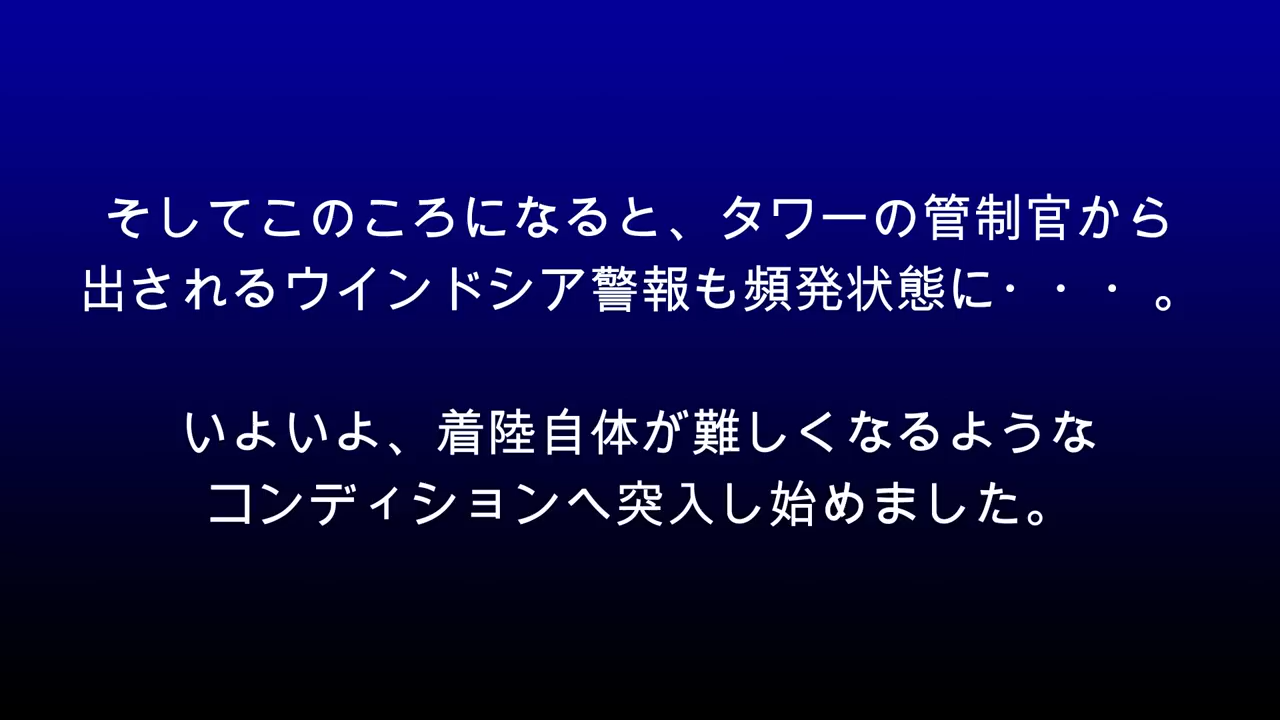 そしてこのころになると、タワーの管制官から
出されるウインドシア警報も頻発状態に・・・。
いよいよ、着陸自体が難しくなるような
コンディションへ突入し始めました。